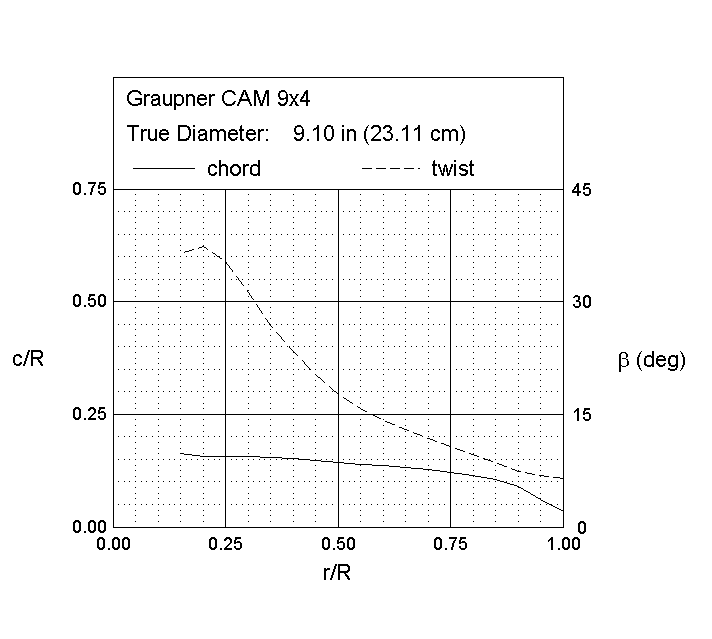 Graupner CAM 9x4
True Diameter: 9.10 in (23.11 cm)
chord twist
0.75 45
0.50 30
c/R β (deg)
0.25 15
0.00 0
0.00 0.25 0.50 0.75 1.00
r/R